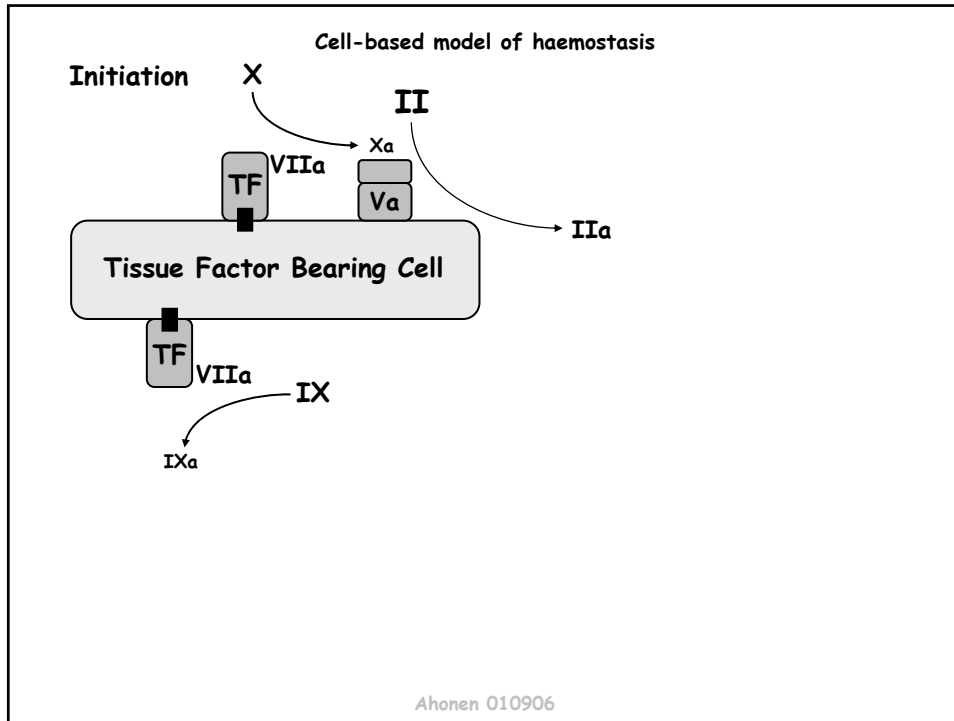 Cell-based model of haemostasis
Initiation
X
II
Xa
VIIa
TF
Va
IIa
Tissue Factor Bearing Cell
TF
VIIa
IX
IXa
Ahonen 010906